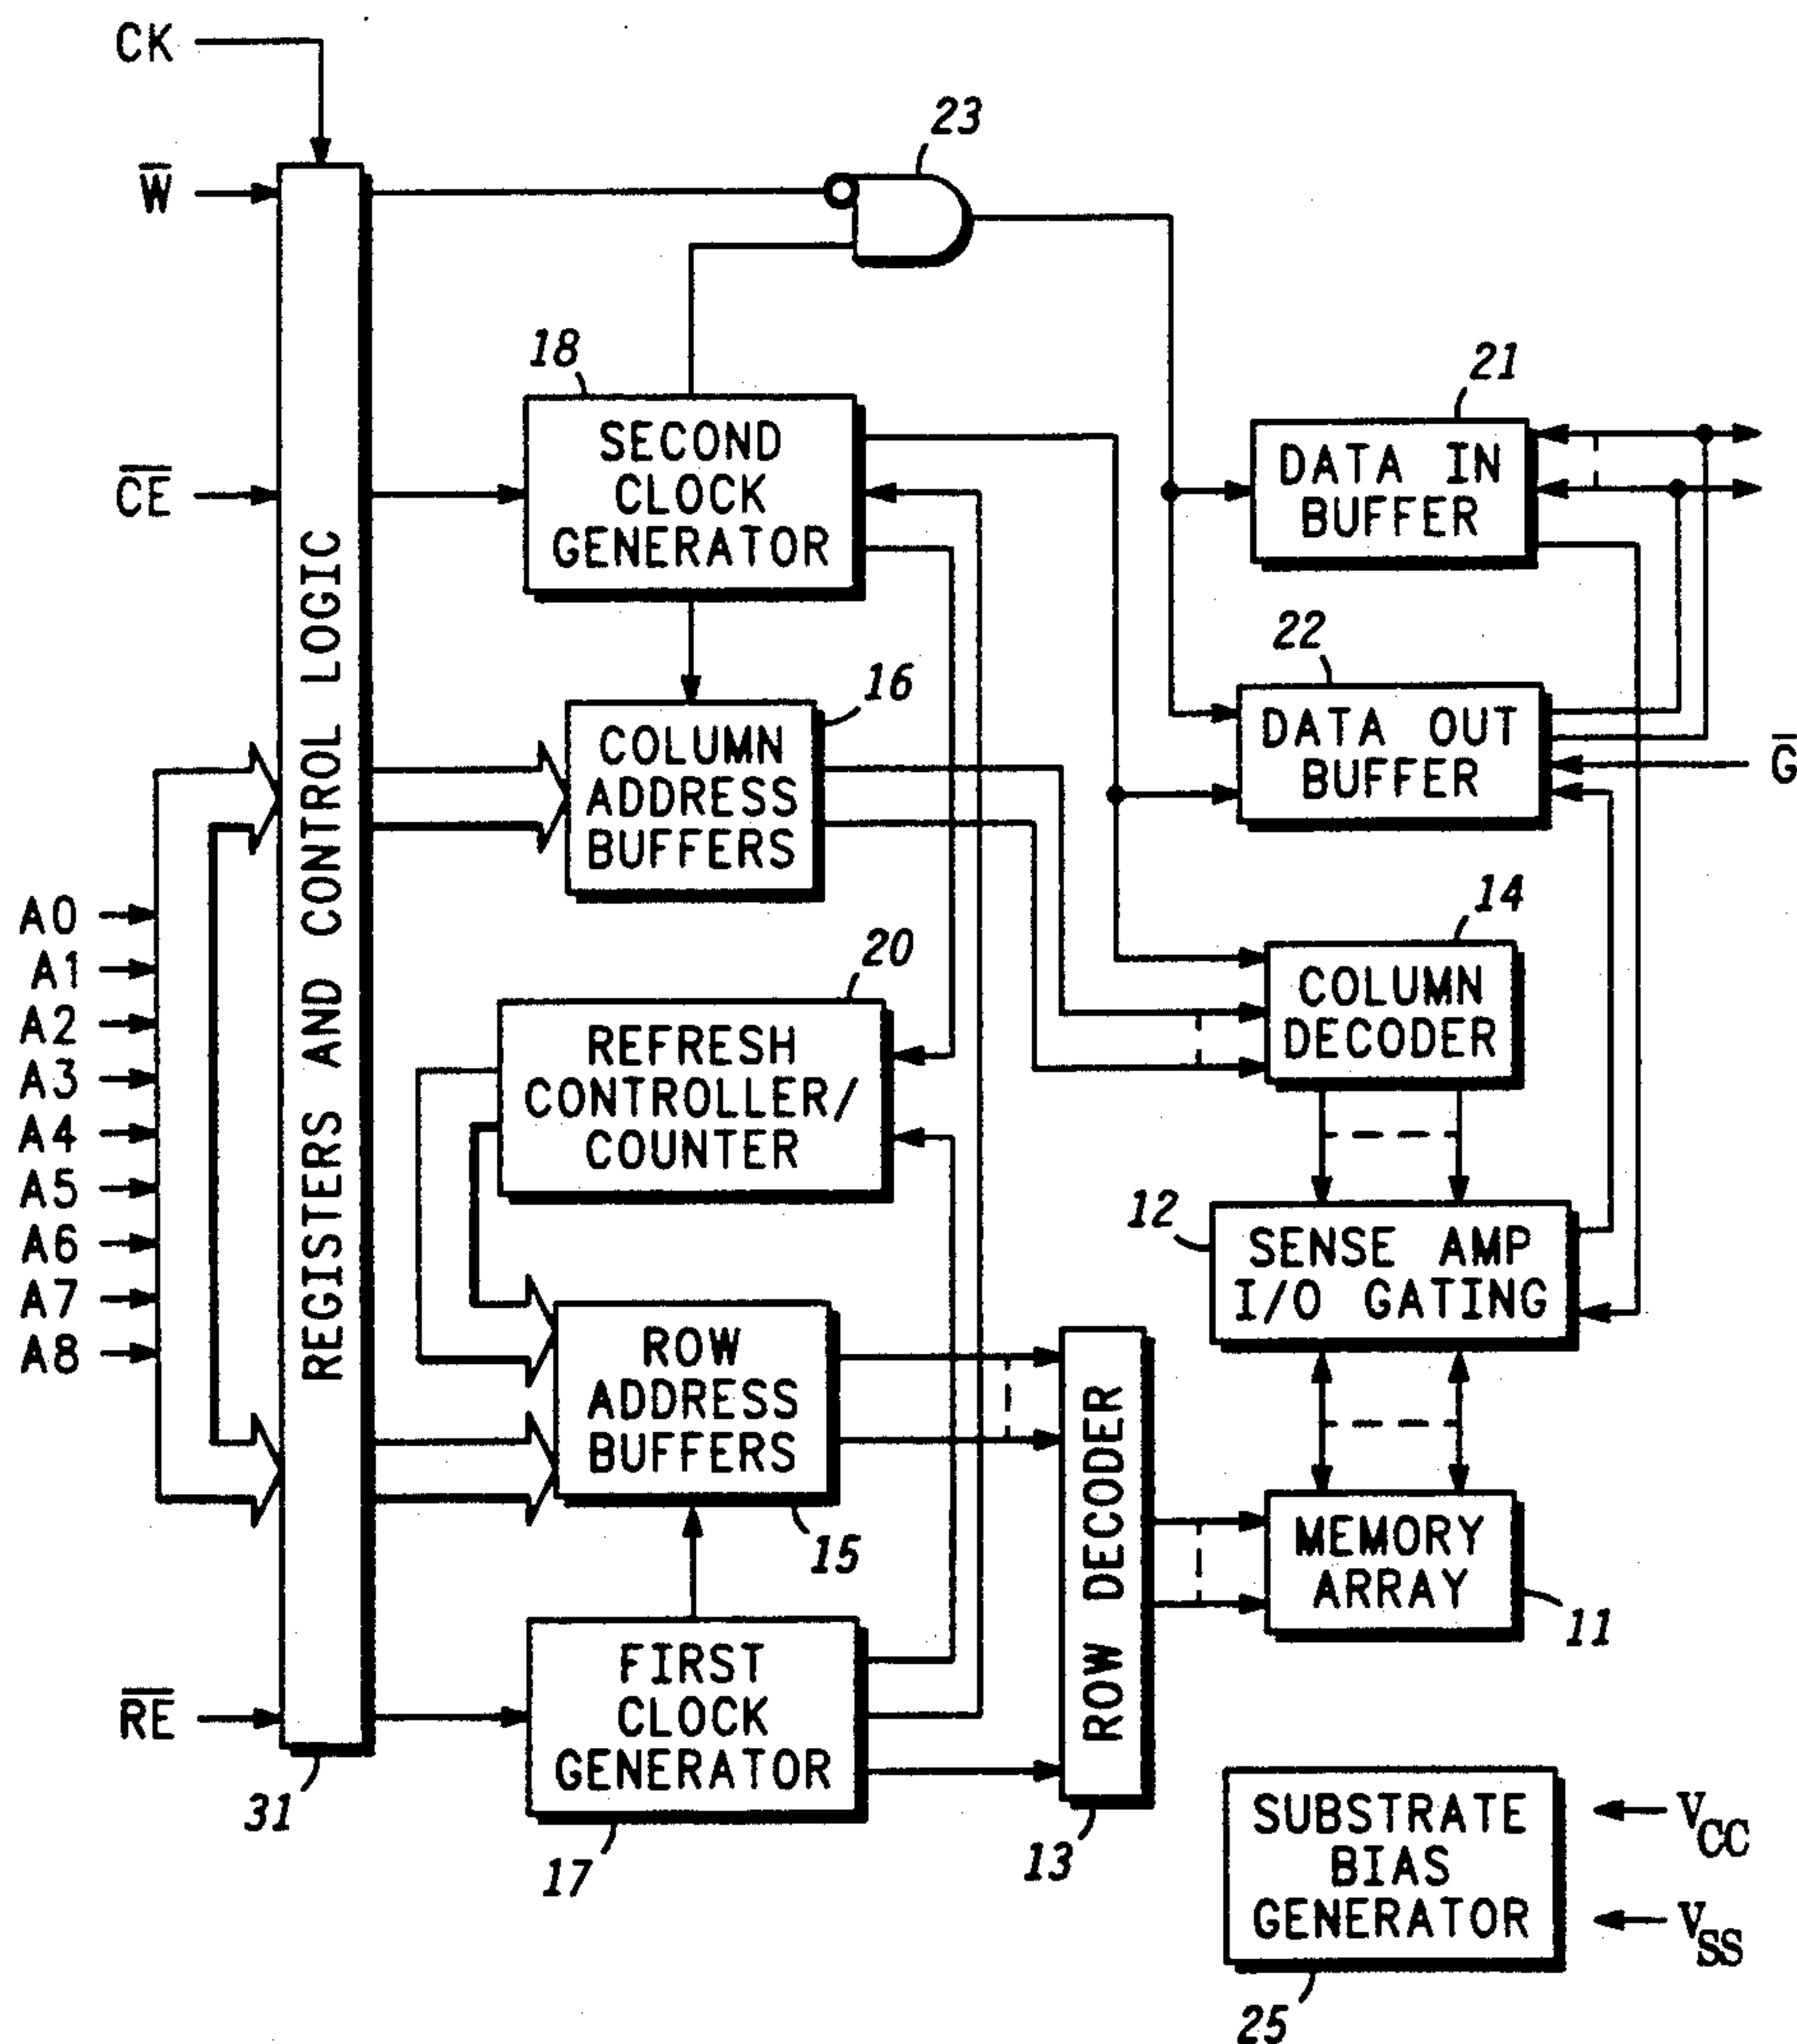 CK
23
W̅
18
21
SECOND
CLOCK
GENERATOR
DATA IN
BUFFER
C̅E̅
22
16
DATA OUT
BUFFER
G̅
COLUMN
ADDRESS
BUFFERS
REGISTERS AND CONTROL LOGIC
14
A0
A1
A2
A3
A4
A5
A6
A7
A8
20
COLUMN
DECODER
REFRESH
CONTROLLER/
COUNTER
12
SENSE AMP
I/O GATING
ROW
ADDRESS
BUFFERS
15
ROW DECODER
MEMORY
ARRAY
11
R̅E̅
FIRST
CLOCK
GENERATOR
31
17
13
SUBSTRATE
BIAS
GENERATOR
VCC
VSS
25